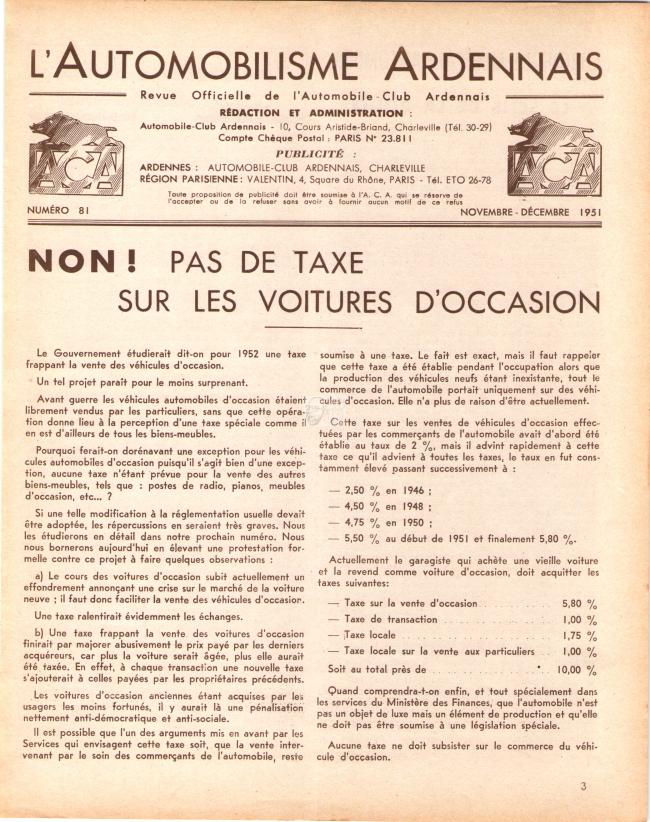 L'AUTOMOBILISME ARDENNAIS
Revue Officielle de l'Automobile-Club Ardennais
RÉDACTION ET ADMINISTRATION :
Automobile-Club Ardennais - 10, Cours Aristide-Briand, Charleville (Tél. 30-29)
Compte Chèque Postal : PARIS N° 23.811
PUBLICITÉ :
ARDENNES : AUTOMOBILE-CLUB ARDENNAIS, CHARLEVILLE
RÉGION PARISIENNE : VALENTIN, 4, Square du Rhône, PARIS - Tél. ETO 26-78
Toute proposition de publicité doit être soumise à l'A. C. A. qui se réserve de
l'accepter ou de la refuser sans avoir à fournir aucun motif de ce refus
ACA
ACA
NUMÉRO 81
NOVEMBRE - DÉCEMBRE 1951
NON! PAS DE TAXE
SUR LES VOITURES D'OCCASION
Le Gouvernement étudierait dit-on pour 1952 une taxe
frappant la vente des véhicules d'occasion.
Un tel projet paraît pour le moins surprenant.
Avant guerre les véhicules automobiles d'occasion étaient
librement vendus par les particuliers, sans que cette opéra-
tion donne lieu à la perception d'une taxe spéciale comme il
en est d'ailleurs de tous les biens-meubles.
Pourquoi ferait-on dorénavant une exception pour les véhi-
cules automobiles d'occasion puisqu'il s'agit bien d'une excep-
tion, aucune taxe n'étant prévue pour la vente des autres
biens-meubles, tels que : postes de radio, pianos, meubles
d'occasion, etc... ?
Si une telle modification à la réglementation usuelle devait
être adoptée, les répercussions en seraient très graves. Nous
les étudierons en détail dans notre prochain numéro. Nous
nous bornerons aujourd'hui en élevant une protestation for-
melle contre ce projet à faire quelques observations :
a) Le cours des voitures d'occasion subit actuellement un
effondrement annonçant une crise sur le marché de la voiture
neuve ; il faut donc faciliter la vente des véhicules d'occasion.
Une taxe ralentirait évidemment les échanges.
b) Une taxe frappant la vente des voitures d'occasion
finirait par majorer abusivement le prix payé par les derniers
acquéreurs, car plus la voiture serait âgée, plus elle aurait
été taxée. En effet, à chaque transaction une nouvelle taxe
s'ajouterait à celles payées par les propriétaires précédents.
Les voitures d'occasion anciennes étant acquises par les
usagers les moins fortunés, il y aurait là une pénalisation
nettement anti-démocratique et anti-sociale.
Il est possible que l'un des arguments mis en avant par les
Services qui envisagent cette taxe soit, que la vente inter-
venant par le soin des commerçants de l'automobile, reste
soumise à une taxe. Le fait est exact, mais il faut rappeler
que cette taxe a été établie pendant l'occupation alors que
la production des véhicules neufs étant inexistante, tout le
commerce de l'automobile portait uniquement sur des véhi-
cules d'occasion. Elle n'a plus de raison d'être actuellement.
Cette taxe sur les ventes de véhicules d'occasion effec-
tuées par les commerçants de l'automobile avait d'abord été
établie au taux de 2 %, mais il advint rapidement à cette
taxe ce qu'il advient à toutes les taxes, le taux en fut cons-
tamment élevé passant successivement à :
— 2,50 % en 1946 ;
— 4,50 % en 1948 ;
— 4,75 % en 1950 ;
— 5,50 % au début de 1951 et finalement 5,80 %.
Actuellement le garagiste qui achète une vieille voiture
et la revend comme voiture d'occasion, doit acquitter les
taxes suivantes:
— Taxe sur la vente d'occasion . . . . . . . . . 5,80 %
— Taxe de transaction . . . . . . . . . 1,00 %
— Taxe locale . . . . . . . . . 1,75 %
— Taxe locale sur la vente aux particuliers . . 1,00 %
Soit au total près de . . . . . . . . . 10,00 %
Quand comprendra-t-on enfin, et tout spécialement dans
les services du Ministère des Finances, que l'automobile n'est
pas un objet de luxe mais un élément de production et qu'elle
ne doit pas être soumise à une législation spéciale.
Aucune taxe ne doit subsister sur le commerce du véhi-
cule d'occasion.
3